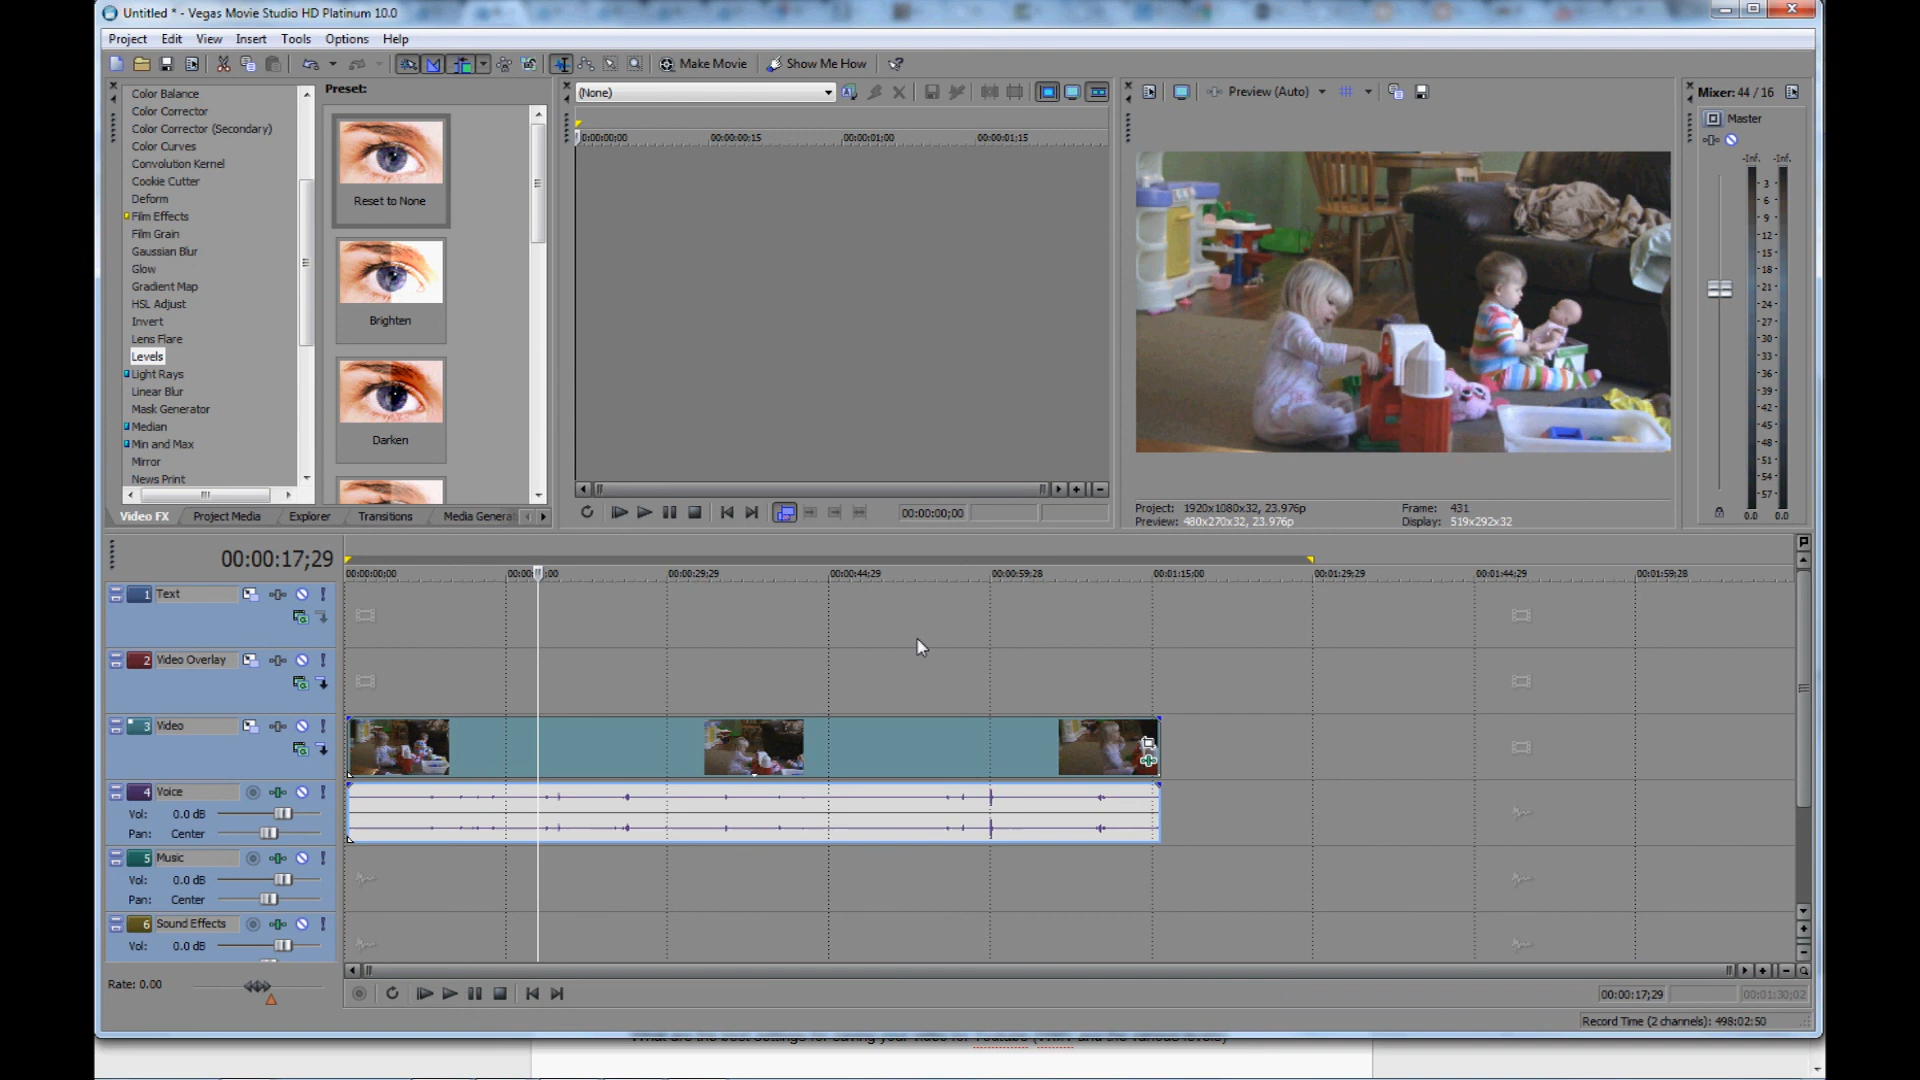 Untitled * - Vegas Movie Studio HD Platinum 10.0
Project Edit View Insert Tools Options Help
Make Movie Show Me How
Color Balance
Color Corrector
Color Corrector (Secondary)
Color Curves
Convolution Kernel
Cookie Cutter
Deform
Film Effects
Film Grain
Gaussian Blur
Glow
Gradient Map
HSL Adjust
Invert
Lens Flare
Levels
Light Rays
Linear Blur
Mask Generator
Median
Min and Max
Mirror
News Print
Preset:
Reset to None
Brighten
Darken
Video FX Project Media Explorer Transitions Media Generat
(None)
0:00:00;00 00:00:00;15 00:00:01;00 00:00:01;15
00:00:00;00
Preview (Auto)
Project: 1920x1080x32, 23.976p
Preview: 480x270x32, 23.976p
Frame: 431
Display: 519x292x32
Mixer: 44 / 16
Master
-Inf. -Inf.
3
6
9
12
15
18
21
24
27
30
33
36
39
42
45
48
51
54
57
0.0 0.0
00:00:17;29
00:00:00;00 00:00: ;00 00:00:29;29 00:00:44;29 00:00:59;28 00:01:15;00 00:01:29;29 00:01:44;29 00:01:59;28
1 Text
2 Video Overlay
3 Video
4 Voice
Vol: 0.0 dB
Pan: Center
5 Music
Vol: 0.0 dB
Pan: Center
6 Sound Effects
Vol: 0.0 dB
Rate: 0.00
00:00:17;29 00:01:30;02
Record Time (2 channels): 498:02:50